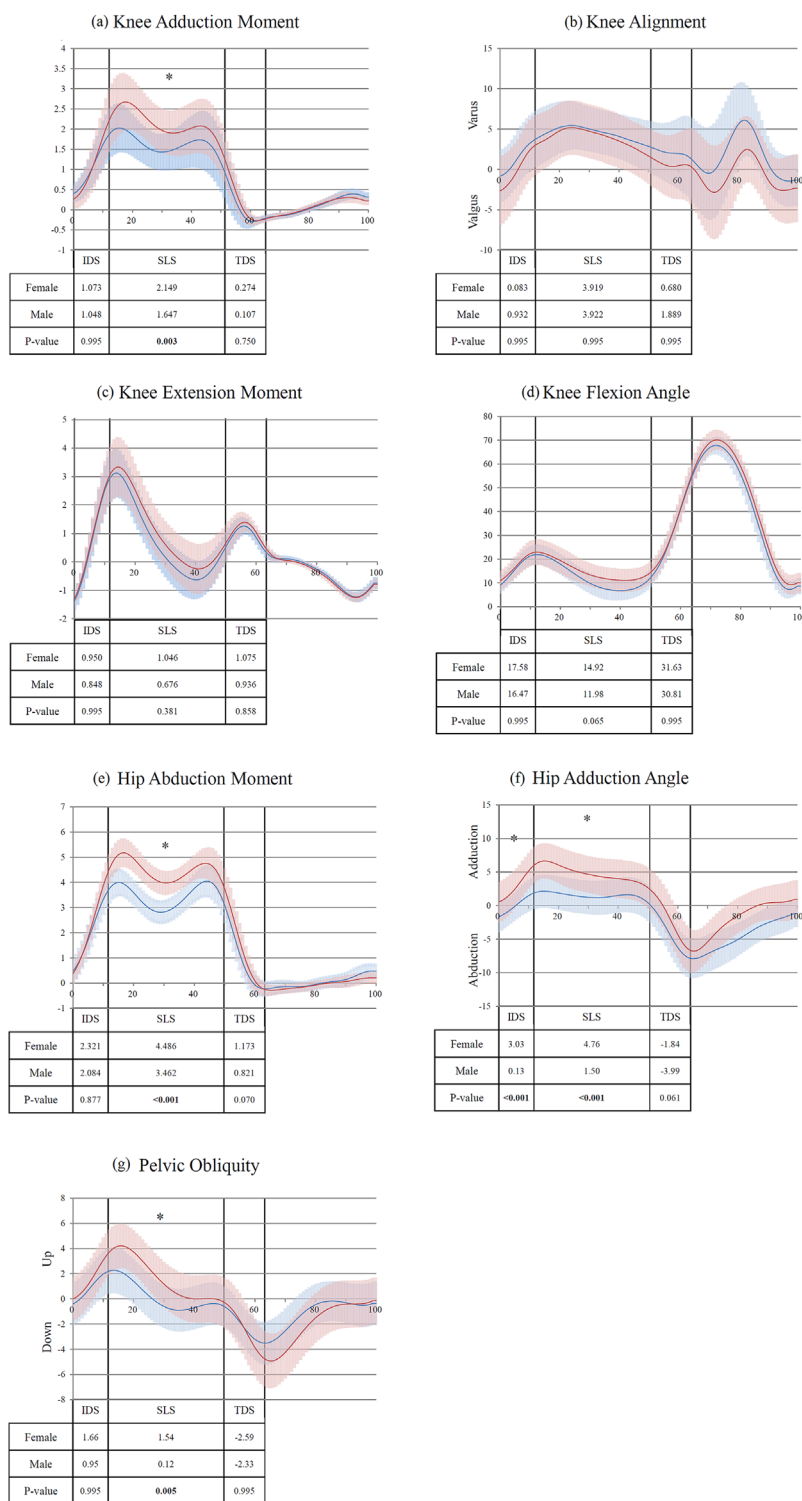 (a) Knee Adduction Moment
4
3.5
3
2.5
2
1.5
1
0.5
0
-0.5
-1
0 20 40 60 80 100
*
IDS SLS TDS
Female 1.073 2.149 0.274
Male 1.048 1.647 0.107
P-value 0.995 0.003 0.750
(b) Knee Alignment
Varus
Valgus
15
10
5
0
-5
-10
0 20 40 60 80 100
IDS SLS TDS
Female 0.083 3.919 0.680
Male 0.932 3.922 1.889
P-value 0.995 0.995 0.995
(c) Knee Extension Moment
5
4
3
2
1
0
-1
-2
0 20 40 60 80 100
IDS SLS TDS
Female 0.950 1.046 1.075
Male 0.848 0.676 0.936
P-value 0.995 0.381 0.858
(d) Knee Flexion Angle
80
70
60
50
40
30
20
10
0
0 20 40 60 80 100
IDS SLS TDS
Female 17.58 14.92 31.63
Male 16.47 11.98 30.81
P-value 0.995 0.065 0.995
(e) Hip Abduction Moment
7
6
5
4
3
2
1
0
-1
0 20 40 60 80 100
*
IDS SLS TDS
Female 2.321 4.486 1.173
Male 2.084 3.462 0.821
P-value 0.877 <0.001 0.070
(f) Hip Adduction Angle
Adduction
Abduction
15
10
5
0
-5
-10
-15
0 20 40 60 80 100
* *
IDS SLS TDS
Female 3.03 4.76 -1.84
Male 0.13 1.50 -3.99
P-value <0.001 <0.001 0.061
(g) Pelvic Obliquity
Up
Down
8
6
4
2
0
-2
-4
-6
-8
0 20 40 60 80 100
*
IDS SLS TDS
Female 1.66 1.54 -2.59
Male 0.95 0.12 -2.33
P-value 0.995 0.005 0.995